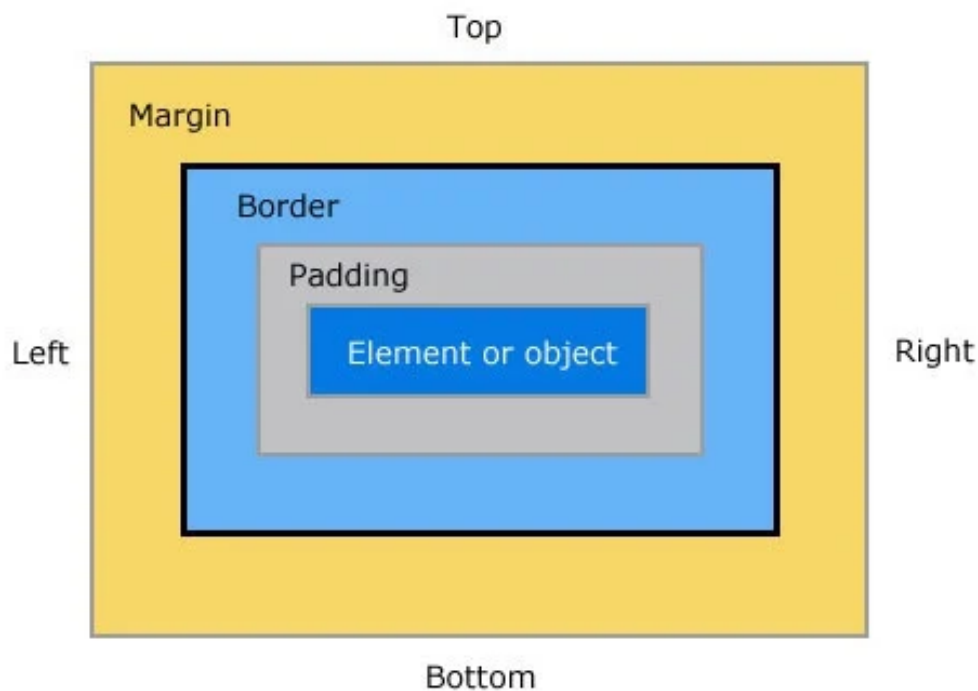 Top
Margin
Border
Padding
Left
Element or object
Right
Bottom